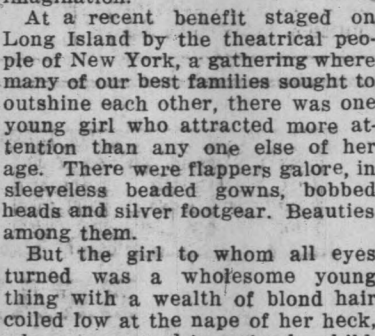 imagination.
At a recent benefit staged on
Long Island by the theatrical peo-
ple of New York, a gathering where
many of our best families sought to
outshine each other, there was one
young girl who attracted more at-
tention than any one else of her
age. There were flappers galore, in
sleeveless beaded gowns, bobbed
heads and silver footgear. Beauties
among them.
But the girl to whom all eyes
turned was a wholesome young
thing with a wealth of blond hair
coiled low at the nape of her heck,